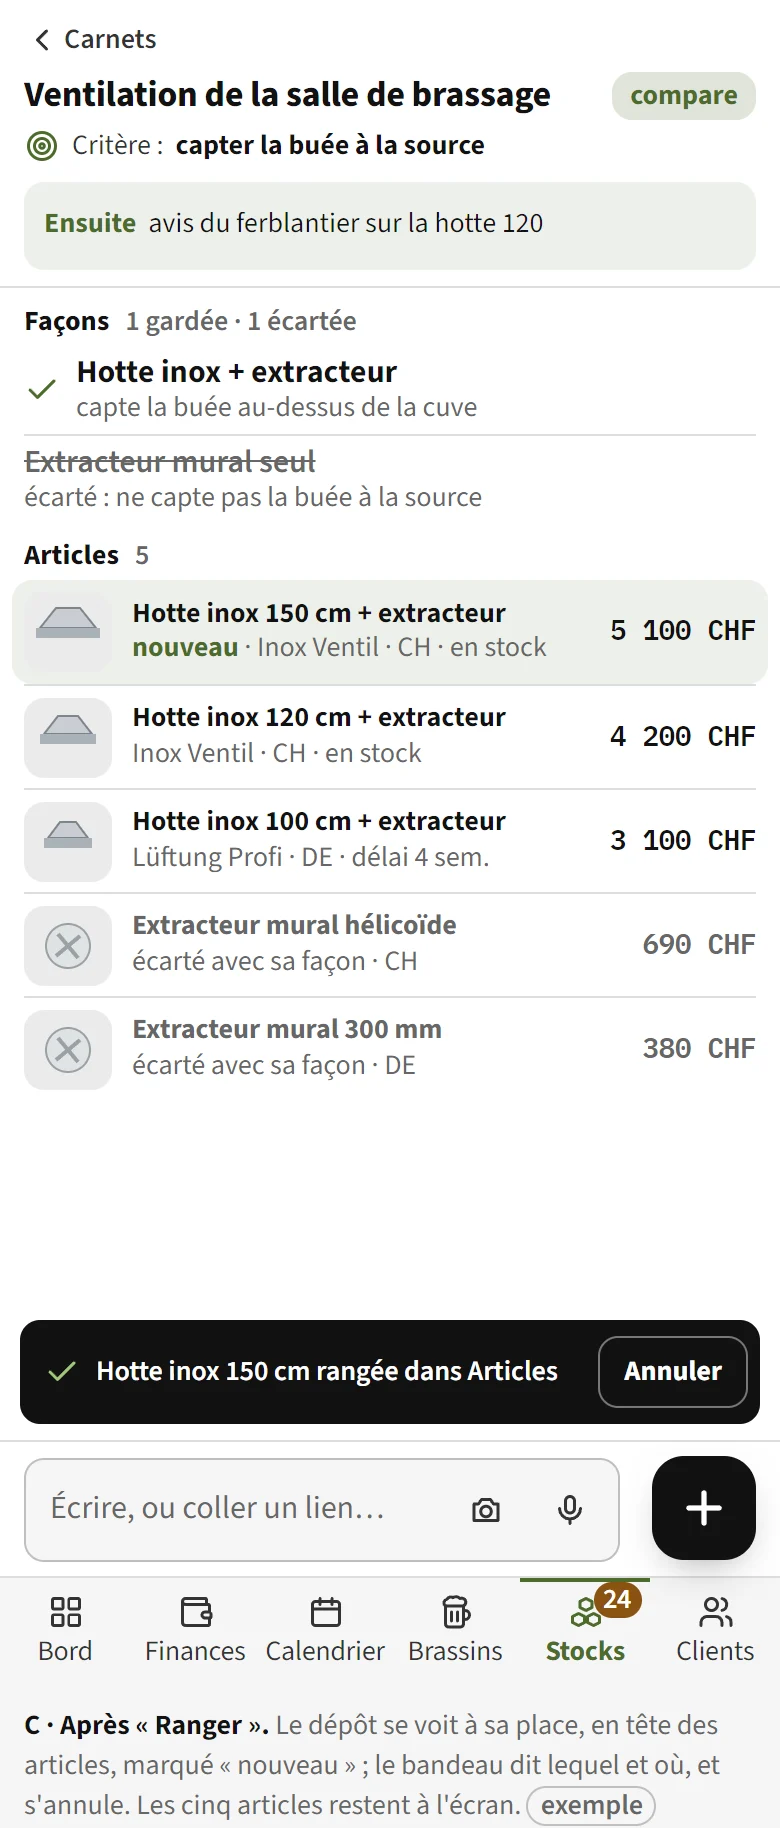 Carnets
Ventilation de la salle de brassage
compare
Critère : capter la buée à la source
Ensuite avis du ferblantier sur la hotte 120
Façons 1 gardée · 1 écartée
Hotte inox + extracteur
capte la buée au-dessus de la cuve
Extracteur mural seul
écarté : ne capte pas la buée à la source
Articles 5
Hotte inox 150 cm + extracteur
nouveau · Inox Ventil · CH · en stock
5 100 CHF
Hotte inox 120 cm + extracteur
Inox Ventil · CH · en stock
4 200 CHF
Hotte inox 100 cm + extracteur
Lüftung Profi · DE · délai 4 sem.
3 100 CHF
Extracteur mural hélicoïde
écarté avec sa façon · CH
690 CHF
Extracteur mural 300 mm
écarté avec sa façon · DE
380 CHF
Hotte inox 150 cm rangée dans Articles
Annuler
Écrire, ou coller un lien…
24
Bord Finances Calendrier Brassins Stocks Clients
C · Après « Ranger ». Le dépôt se voit à sa place, en tête des
articles, marqué « nouveau » ; le bandeau dit lequel et où, et
s'annule. Les cinq articles restent à l'écran. exemple